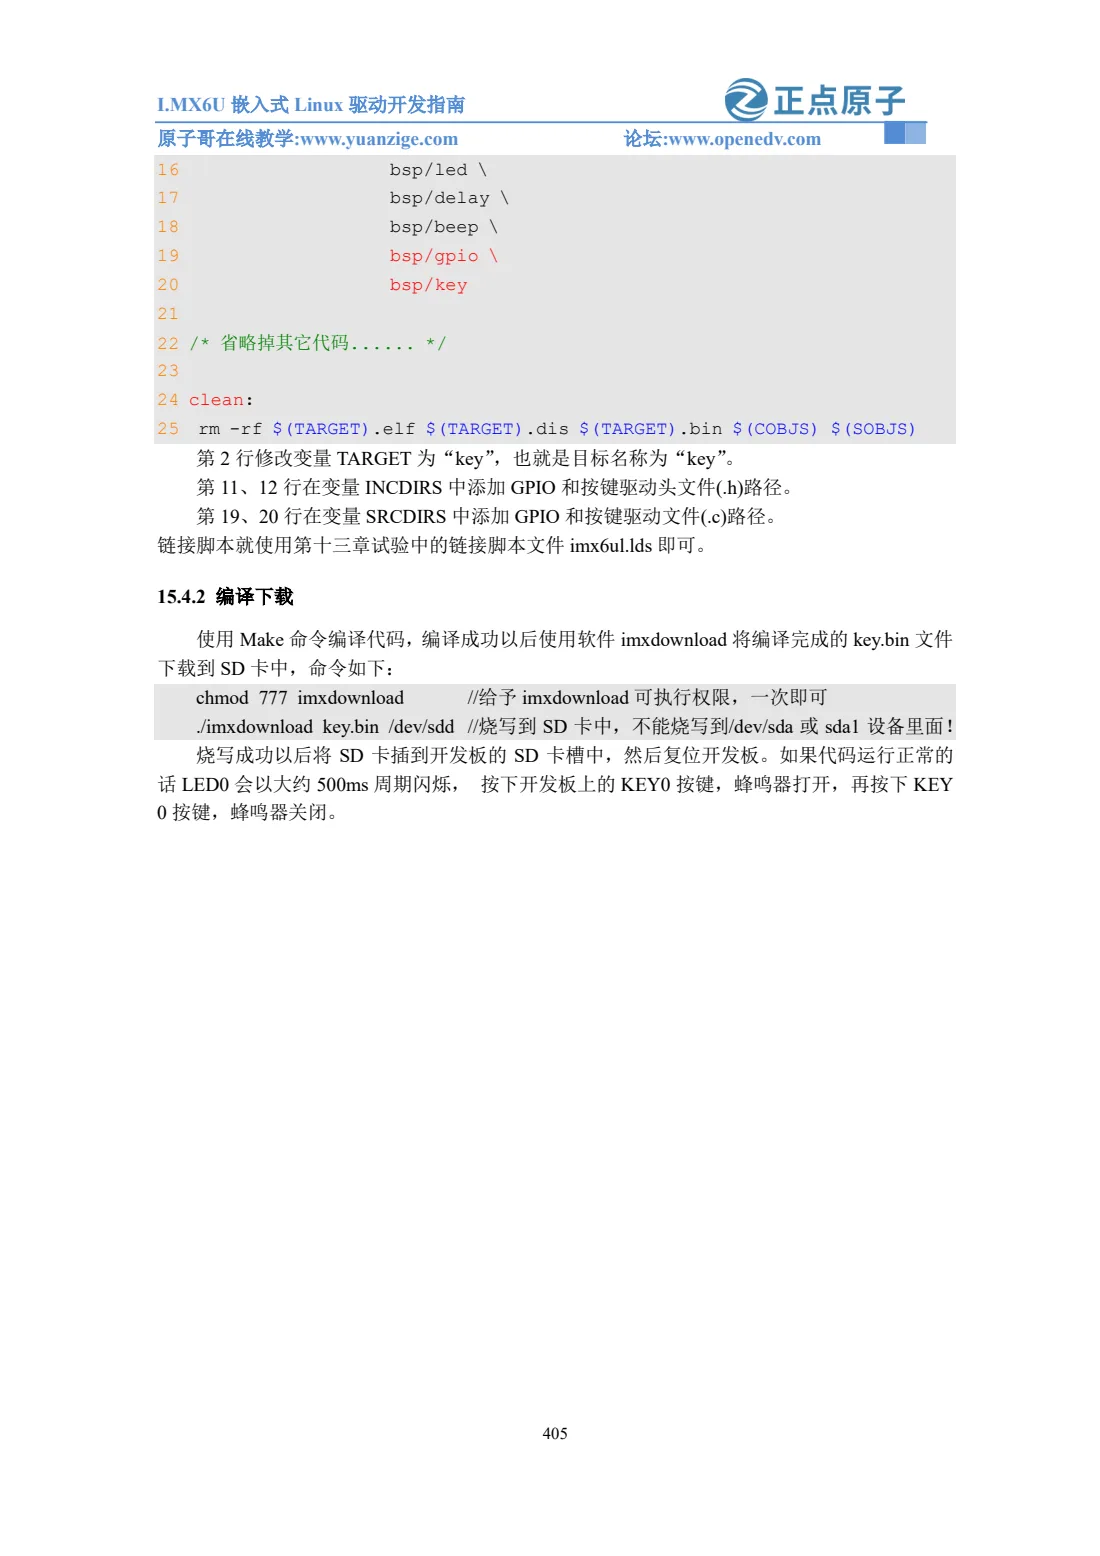 I.MX6U 嵌入式 Linux 驱动开发指南
正点原子
原子哥在线教学:www.yuanzige.com 论坛:www.openedv.com
16 bsp/led \
17 bsp/delay \
18 bsp/beep \
19 bsp/gpio \
20 bsp/key
21
22 /* 省略掉其它代码...... */
23
24 clean:
25 rm -rf $(TARGET).elf $(TARGET).dis $(TARGET).bin $(COBJS) $(SOBJS)
第 2 行修改变量 TARGET 为“key”，也就是目标名称为“key”。
第 11、12 行在变量 INCDIRS 中添加 GPIO 和按键驱动头文件(.h)路径。
第 19、20 行在变量 SRCDIRS 中添加 GPIO 和按键驱动文件(.c)路径。
链接脚本就使用第十三章试验中的链接脚本文件 imx6ul.lds 即可。
15.4.2 编译下载
使用 Make 命令编译代码，编译成功以后使用软件 imxdownload 将编译完成的 key.bin 文件
下载到 SD 卡中，命令如下：
chmod 777 imxdownload //给予 imxdownload 可执行权限，一次即可
./imxdownload key.bin /dev/sdd //烧写到 SD 卡中，不能烧写到/dev/sda 或 sda1 设备里面！
烧写成功以后将 SD 卡插到开发板的 SD 卡槽中，然后复位开发板。如果代码运行正常的
话 LED0 会以大约 500ms 周期闪烁， 按下开发板上的 KEY0 按键，蜂鸣器打开，再按下 KEY
0 按键，蜂鸣器关闭。
405